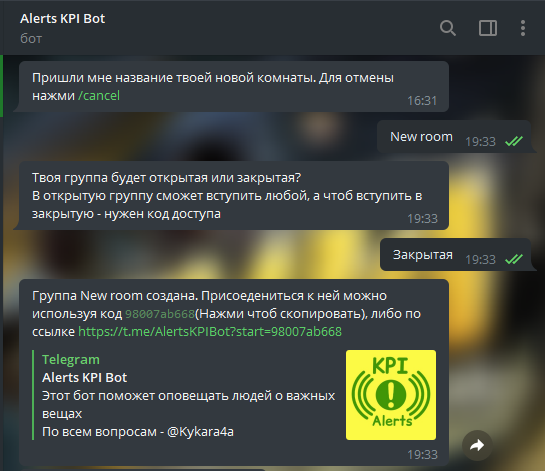 Alerts KPI Bot
бот
Пришли мне название твоей новой комнаты. Для отмены
нажми /cancel
16:31
New room 19:33
Твоя группа будет открытая или закрытая?
В открытую группу сможет вступить любой, а чтоб вступить в
закрытую - нужен код доступа
19:33
Закрытая 19:33
Группа New room создана. Присоедениться к ней можно
используя код 98007ab668(Нажми чтоб скопировать), либо по
ссылке https://t.me/AlertsKPIBot?start=98007ab668
Telegram
Alerts KPI Bot
Этот бот поможет оповещать людей о важных
вещах
По всем вопросам - @Kykara4a
KPI
Alerts
19:33